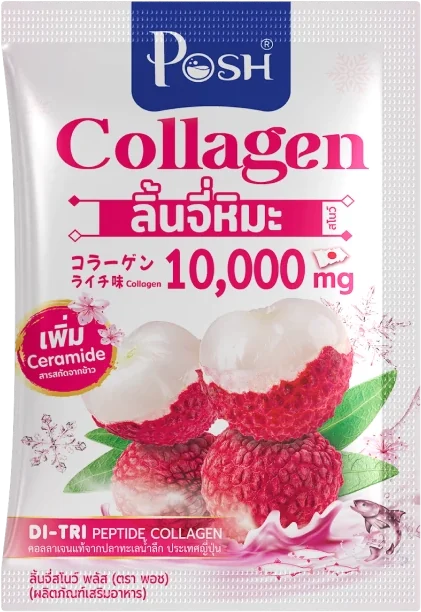 POSH®
Collagen
ลิ้นจี่หิมะ
สโนว์
コラーゲン
ライチ味 Collagen
10,000 mg
เพิ่ม
Ceramide
สารสกัดจากข้าว
DI-TRI PEPTIDE COLLAGEN
คอลลาเจนแท้จากปลาทะเลน้ำลึก ประเทศญี่ปุ่น
ลิ้นจี่สโนว์ พลัส (ตรา พอช)
(ผลิตภัณฑ์เสริมอาหาร)